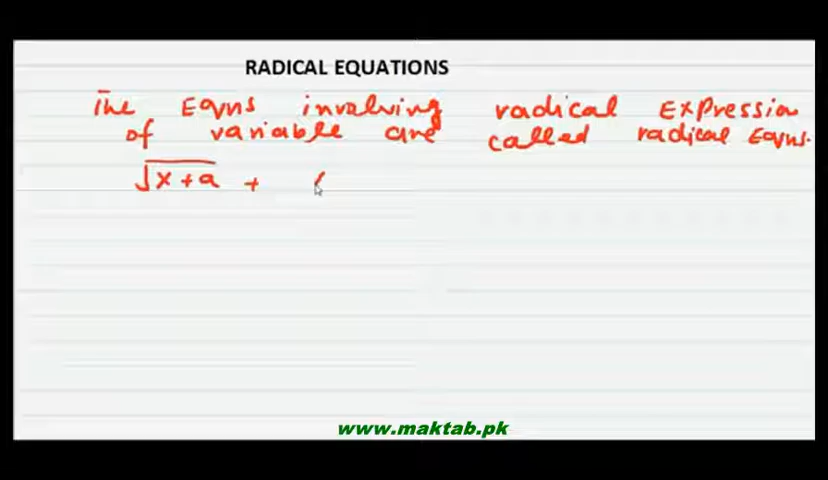 RADICAL EQUATIONS
The Eqns involving radical Expression
of variable are called radical Eqns.
√x+a +
www.maktab.pk